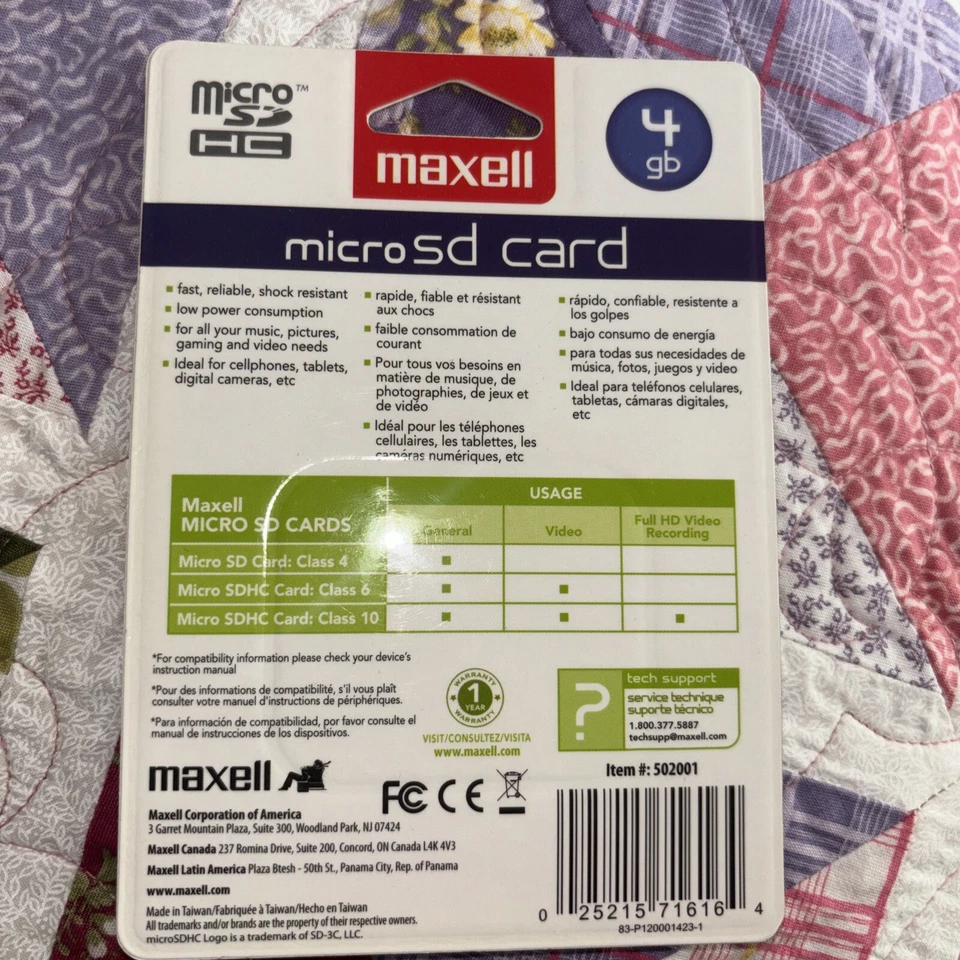 micro SD HC ™
maxell
4
gb
micro sd card
fast, reliable, shock resistant
low power consumption
for all your music, pictures,
gaming and video needs
Ideal for cellphones, tablets,
digital cameras, etc
rapide, fiable et résistant
aux chocs
faible consommation de
courant
Pour tous vos besoins en
matière de musique, de
photographies, de jeux et
de vidéo
Idéal pour les téléphones
cellulaires, les tablettes, les
caméras numériques, etc
rápido, confiable, resistente a
los golpes
bajo consumo de energía
para todas sus necesidades de
música, fotos, juegos y video
Ideal para teléfonos celulares,
tabletas, cámaras digitales,
etc
Maxell
MICRO SD CARDS
USAGE
General
Video
Full HD Video
Recording
Micro SD Card: Class 4
Micro SDHC Card: Class 6
Micro SDHC Card: Class 10
*For compatibility information please check your device's
instruction manual
*Pour des informations de compatibilité, s'il vous plaît
consulter votre manuel d'instructions de périphériques.
*Para información de compatibilidad, por favor consulte el
manual de instrucciones de los dispositivos.
WARRANTY
1
YEAR
WARRANTY
VISIT/CONSULTEZ/VISITA
www.maxell.com
?
tech support
service technique
suporte técnico
1.800.377.5887
techsupp@maxell.com
maxell
FC CE
Item #: 502001
Maxell Corporation of America
3 Garret Mountain Plaza, Suite 300, Woodland Park, NJ 07424
Maxell Canada 237 Romina Drive, Suite 200, Concord, ON Canada L4K 4V3
Maxell Latin America Plaza Btesh - 50th St., Panama City, Rep. of Panama
www.maxell.com
Made in Taiwan/Fabriquée à Taiwan/Hecho en Taiwan
All trademarks and/or brands are the property of their respective owners.
microSDHC Logo is a trademark of SD-3C, LLC.
0 25215 71616 4
83-P120001423-1